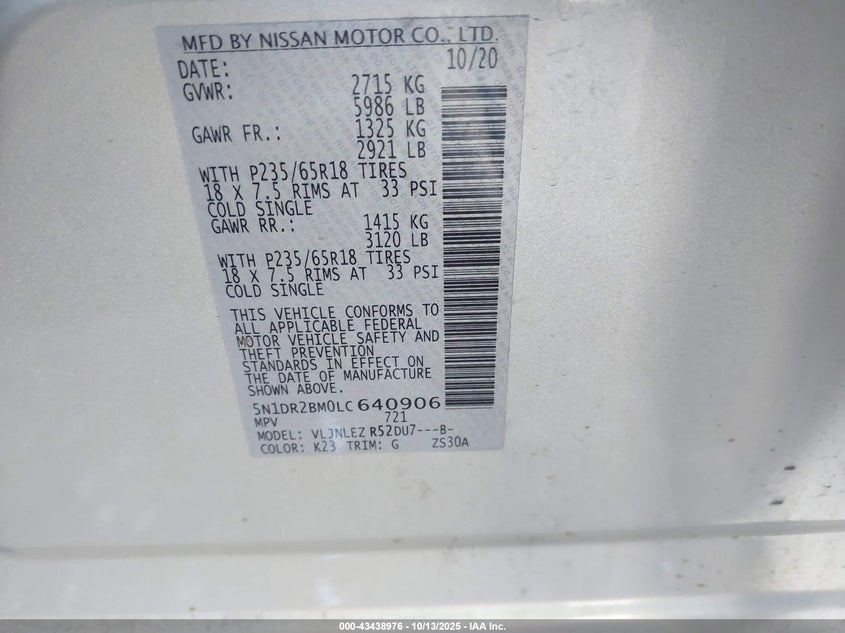 MFD BY NISSAN MOTOR CO., LTD.
DATE: 10/20
GVWR: 2715 KG
5986 LB
GAWR FR.: 1325 KG
2921 LB
WITH P235/65R18 TIRES
18 X 7.5 RIMS AT 33 PSI
COLD SINGLE
GAWR RR.: 1415 KG
3120 LB
WITH P235/65R18 TIRES
18 X 7.5 RIMS AT 33 PSI
COLD SINGLE
THIS VEHICLE CONFORMS TO
ALL APPLICABLE FEDERAL
MOTOR VEHICLE SAFETY AND
THEFT PREVENTION
STANDARDS IN EFFECT ON
THE DATE OF MANUFACTURE
SHOWN ABOVE.
5N1DR2BM0LC 640906
MPV 721
MODEL: VLJNLEZ R52DU7---B-
COLOR: K23 TRIM: G ZS30A
000-43438976 - 10/13/2025 - IAA Inc.